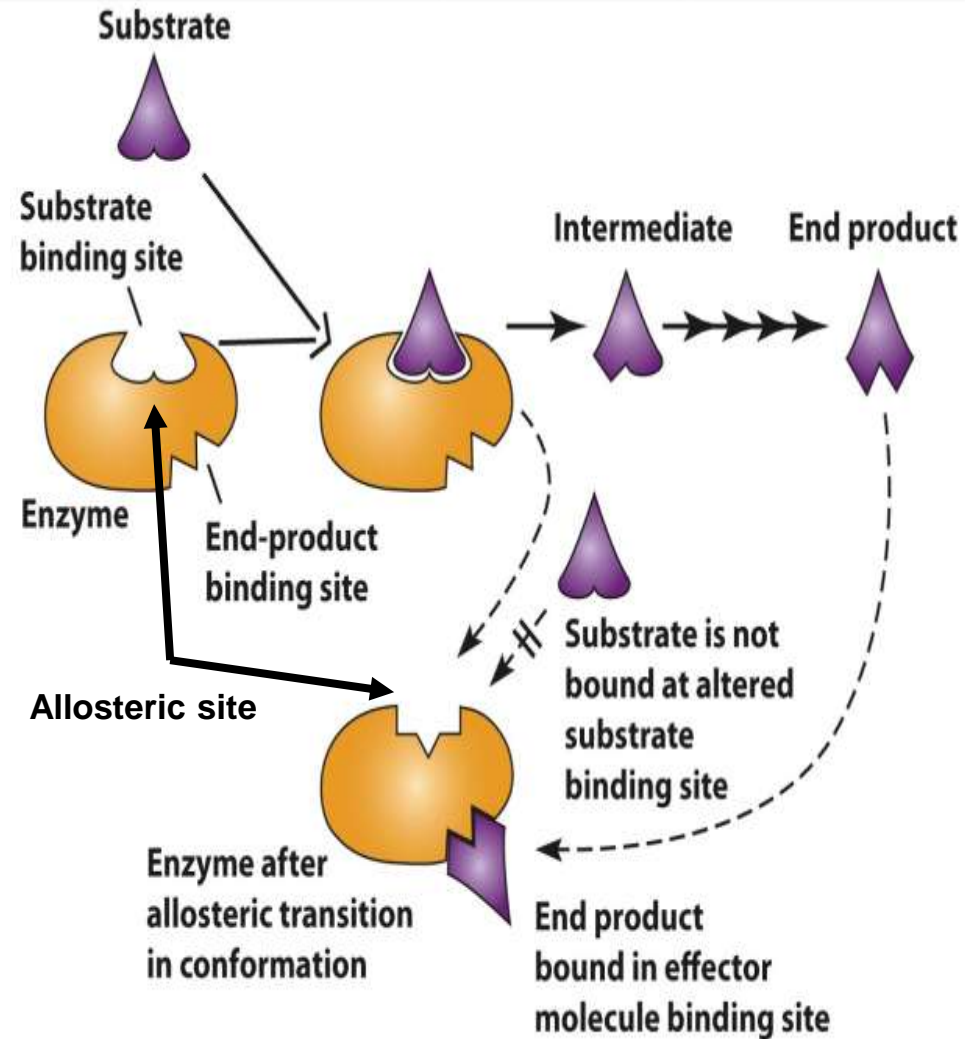 Substrate
Substrate
binding site
Intermediate
End product
Enzyme
End-product
binding site
Substrate is not
bound at altered
substrate
binding site
Allosteric site
Enzyme after
allosteric transition
in conformation
End product
bound in effector
molecule binding site